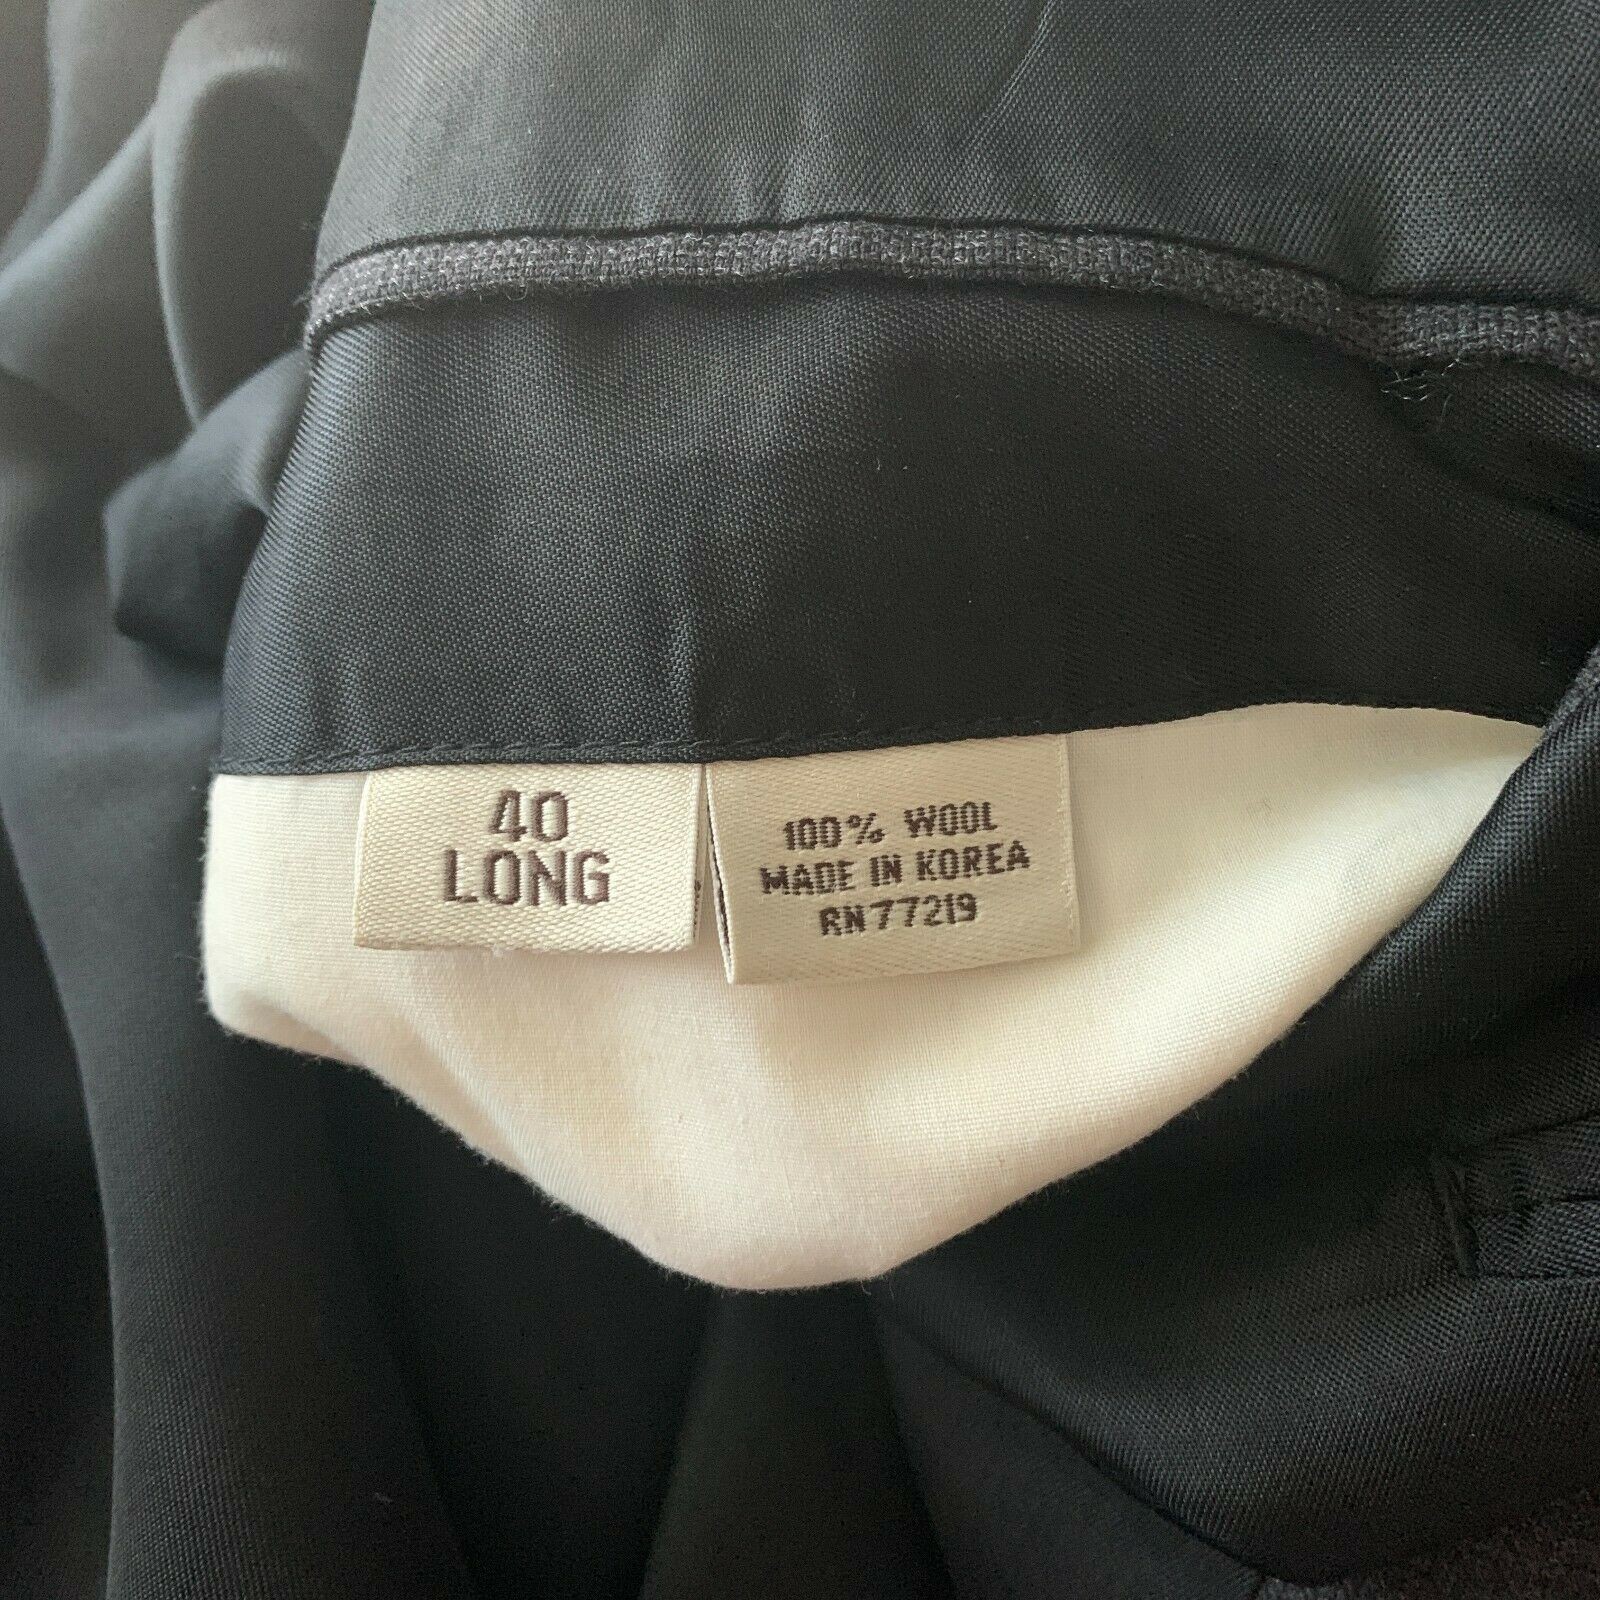 40
LONG
100% WOOL
MADE IN KOREA
RN77219